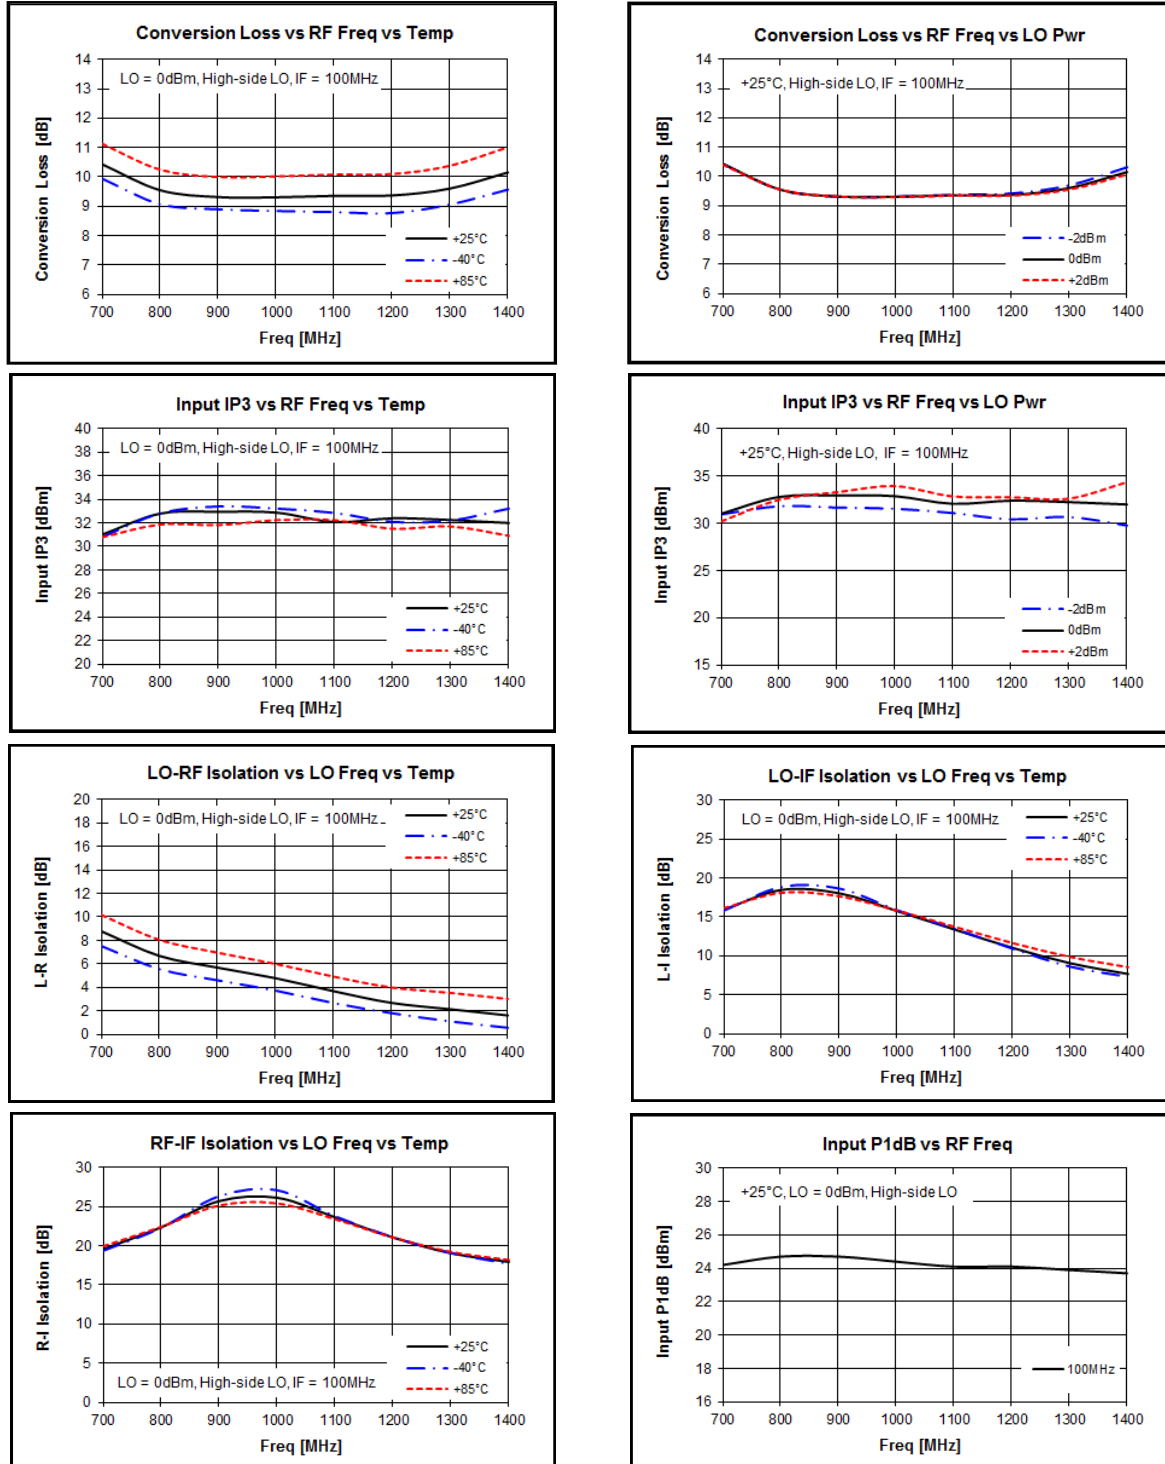 Conversion Loss vs RF Freq vs Temp
LO = 0dBm, High-side LO, IF = 100MHz
Conversion Loss [dB]
14
13
12
11
10
9
8
7
6
+25°C
-40°C
+85°C
700 800 900 1000 1100 1200 1300 1400
Freq [MHz]
Conversion Loss vs RF Freq vs LO Pwr
+25°C, High-side LO, IF = 100MHz
Conversion Loss [dB]
14
13
12
11
10
9
8
7
6
-2dBm
0dBm
+2dBm
700 800 900 1000 1100 1200 1300 1400
Freq [MHz]
Input IP3 vs RF Freq vs Temp
LO = 0dBm, High-side LO, IF = 100MHz
Input IP3 [dBm]
40
38
36
34
32
30
28
26
24
22
20
+25°C
-40°C
+85°C
700 800 900 1000 1100 1200 1300 1400
Freq [MHz]
Input IP3 vs RF Freq vs LO Pwr
+25°C, High-side LO, IF = 100MHz
Input IP3 [dBm]
40
35
30
25
20
15
-2dBm
0dBm
+2dBm
700 800 900 1000 1100 1200 1300 1400
Freq [MHz]
LO-RF Isolation vs LO Freq vs Temp
LO = 0dBm, High-side LO, IF = 100MHz
L-R Isolation [dB]
20
18
16
14
12
10
8
6
4
2
0
+25°C
-40°C
+85°C
700 800 900 1000 1100 1200 1300 1400
Freq [MHz]
LO-IF Isolation vs LO Freq vs Temp
LO = 0dBm, High-side LO, IF = 100MHz
L-I Isolation [dB]
30
25
20
15
10
5
0
+25°C
-40°C
+85°C
700 800 900 1000 1100 1200 1300 1400
Freq [MHz]
RF-IF Isolation vs LO Freq vs Temp
R-I Isolation [dB]
30
25
20
15
10
5
0
+25°C
-40°C
+85°C
LO = 0dBm, High-side LO, IF = 100MHz
700 800 900 1000 1100 1200 1300 1400
Freq [MHz]
Input P1dB vs RF Freq
+25°C, LO = 0dBm, High-side LO
Input P1dB [dBm]
30
28
26
24
22
20
18
16
100MHz
700 800 900 1000 1100 1200 1300 1400
Freq [MHz]